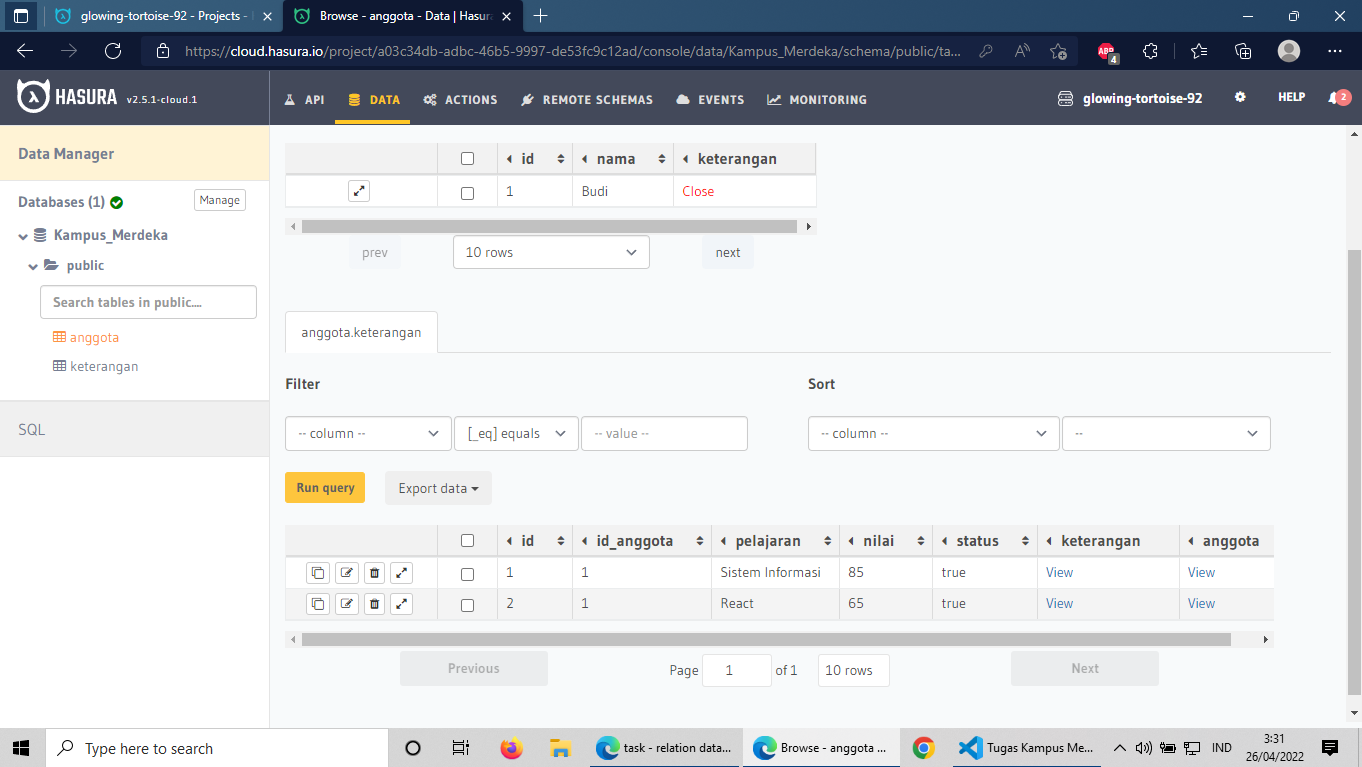 glowing-tortoise-92 - Projects -
Browse - anggota - Data | Hasura
https://cloud.hasura.io/project/a03c34db-adbc-46b5-9997-de53fc9c12ad/console/data/Kampus_Merdeka/schema/public/ta...
ABP 4
HASURA v2.5.1-cloud.1
API DATA ACTIONS REMOTE SCHEMAS EVENTS MONITORING glowing-tortoise-92 HELP 2
Data Manager
Databases (1) Manage
Kampus_Merdeka
public
Search tables in public....
anggota
keterangan
SQL
id nama keterangan
1 Budi Close
prev 10 rows next
anggota.keterangan
Filter Sort
-- column -- [_eq] equals -- value -- -- column -- --
Run query Export data
id id_anggota pelajaran nilai status keterangan anggota
1 1 Sistem Informasi 85 true View View
2 1 React 65 true View View
Previous Page 1 of 1 10 rows Next
Type here to search
task - relation data...
Browse - anggota ...
Tugas Kampus Me...
IND
3:31
26/04/2022